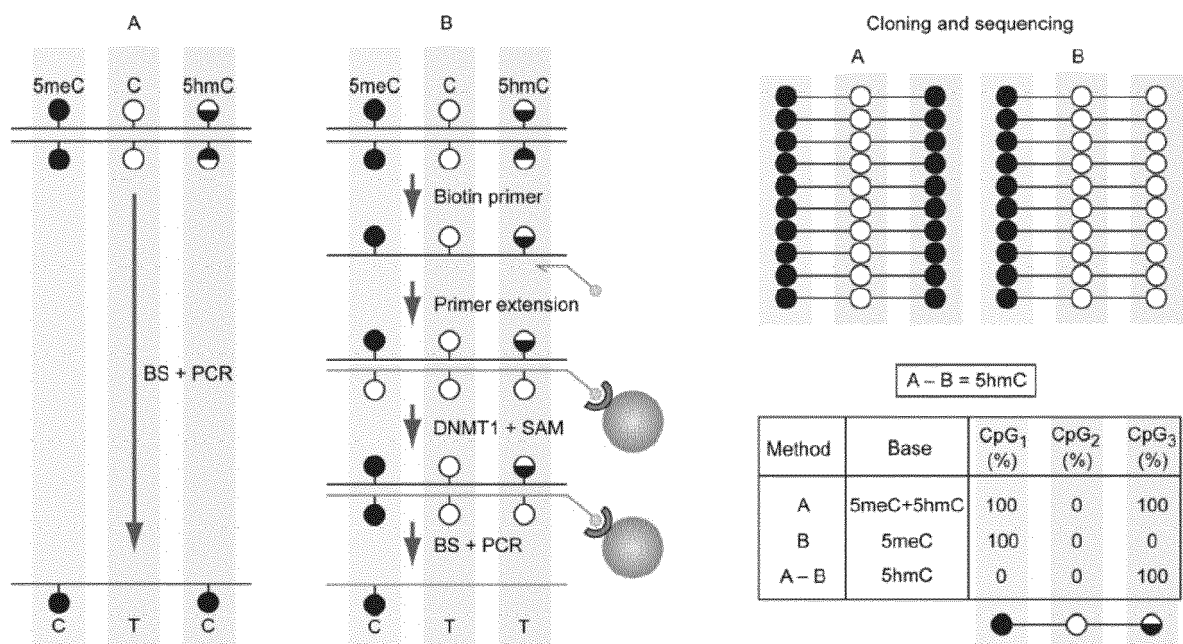 A
5meC C 5hmC
BS + PCR
C T C
B
5meC C 5hmC
Biotin primer
Primer extension
DNMT1 + SAM
BS + PCR
C T T
Cloning and sequencing
A B
A – B = 5hmC
Method Base CpG1 (%) CpG2 (%) CpG3 (%)
A 5meC+5hmC 100 0 100
B 5meC 100 0 0
A – B 5hmC 0 0 100